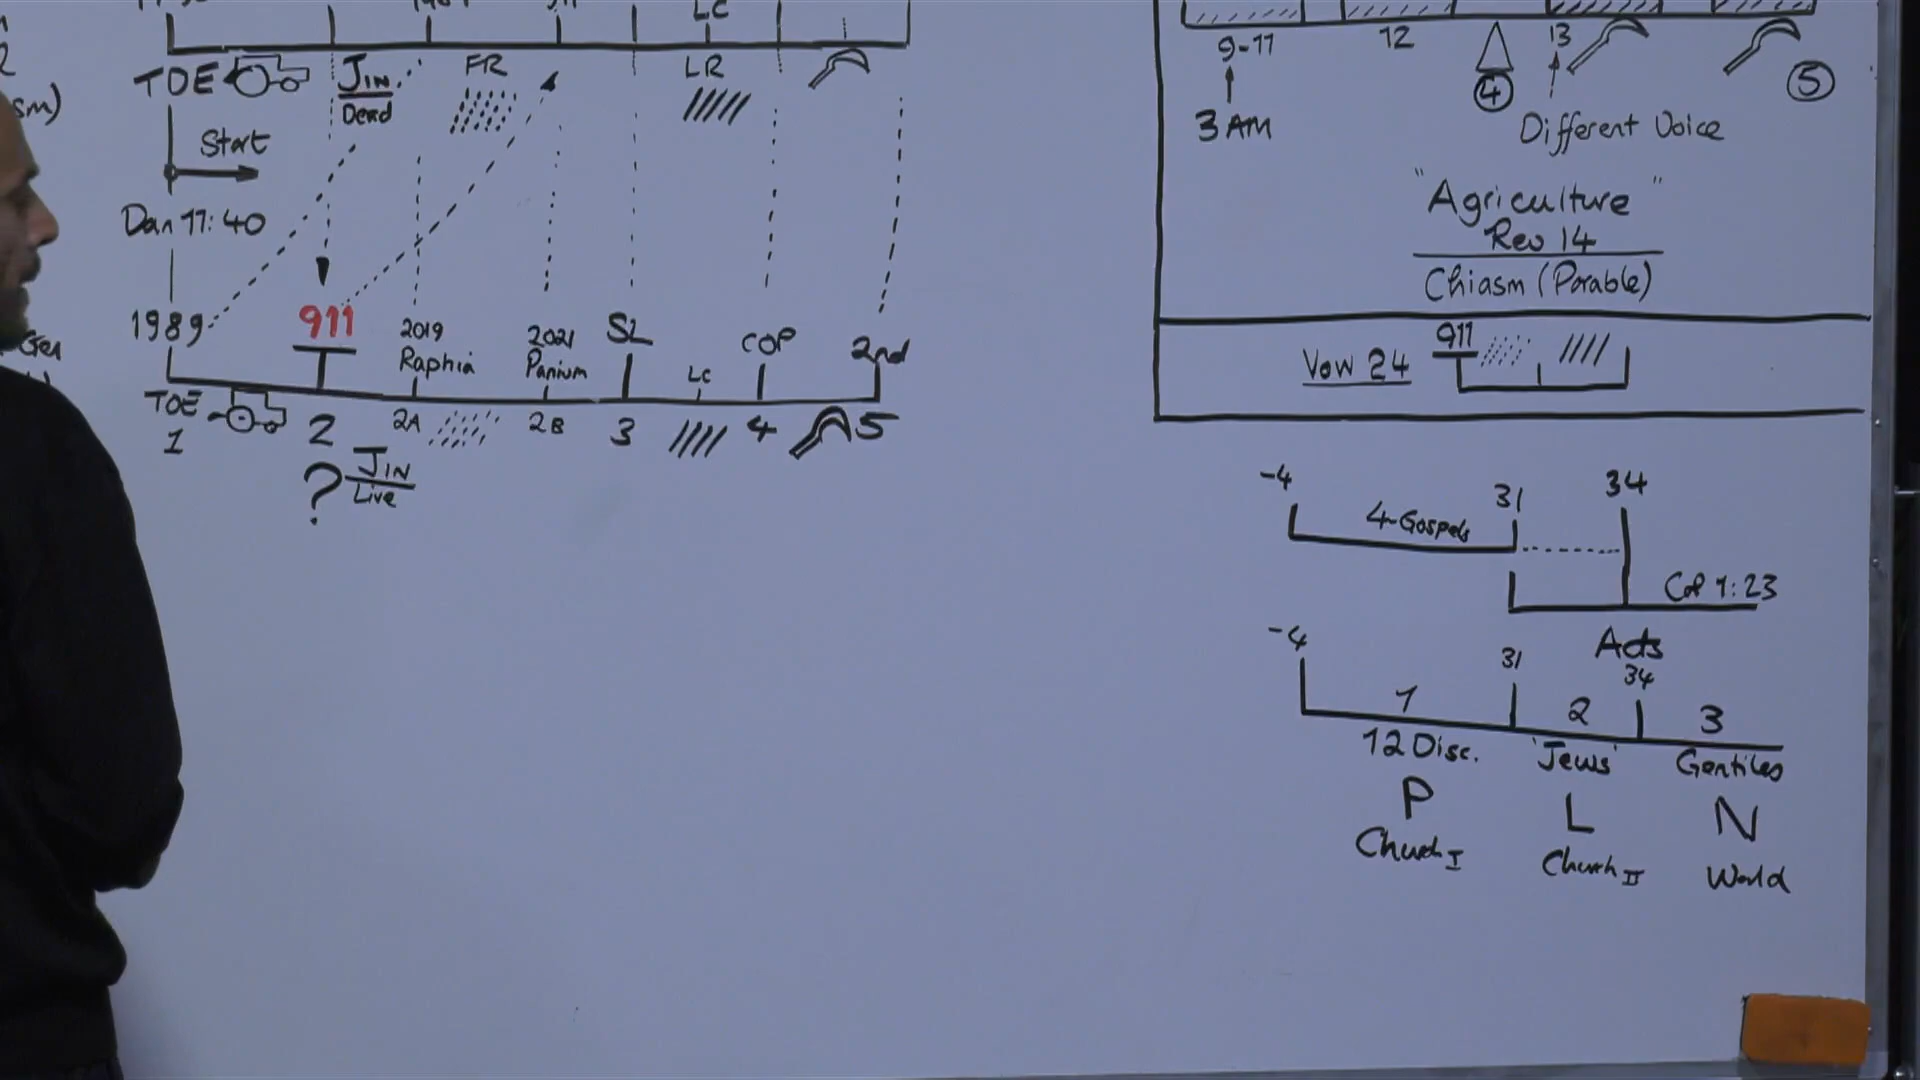 sm)
TOE
JIN
Dead
FR
LC
LR
Start
Dan 11:40
1989
911
2019
Raphia
2021
Panium
SL
LC
COP
2nd
TOE
1
2
2A
2B
3
4
5
?
JIN
Live
9-11
12
13
3 AM
4
5
Different Voice
"Agriculture"
Rev 14
Chiasm (Parable)
Vow 24
911
-4
4-Gospels
31
34
Col 1:23
Acts
-4
31
34
1
2
3
12 Disc.
'Jews'
Gentiles
P
L
N
Church I
Church II
World